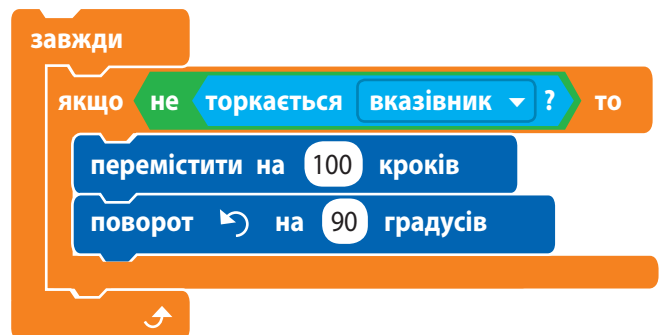 завжди
якщо не торкається вказівник ? то
перемістити на 100 кроків
поворот на 90 градусів